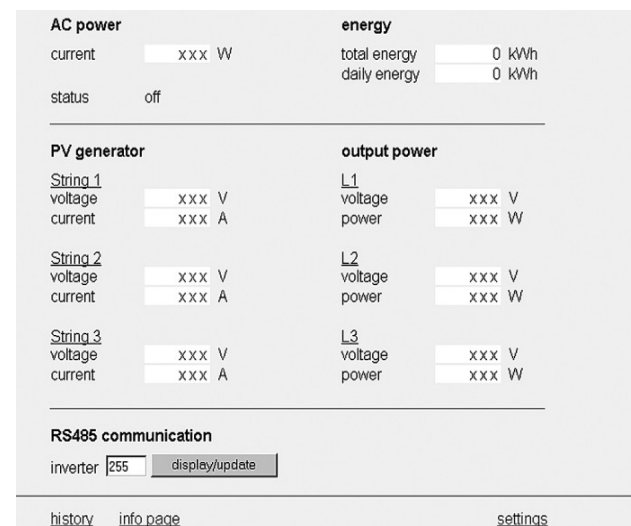 AC power energy
current xxx W total energy 0 kWh
daily energy 0 kWh
status off
PV generator output power
String 1 L1
voltage xxx V voltage xxx V
current xxx A power xxx W
String 2 L2
voltage xxx V voltage xxx V
current xxx A power xxx W
String 3 L3
voltage xxx V voltage xxx V
current xxx A power xxx W
RS485 communication
inverter 255 display/update
history info page settings